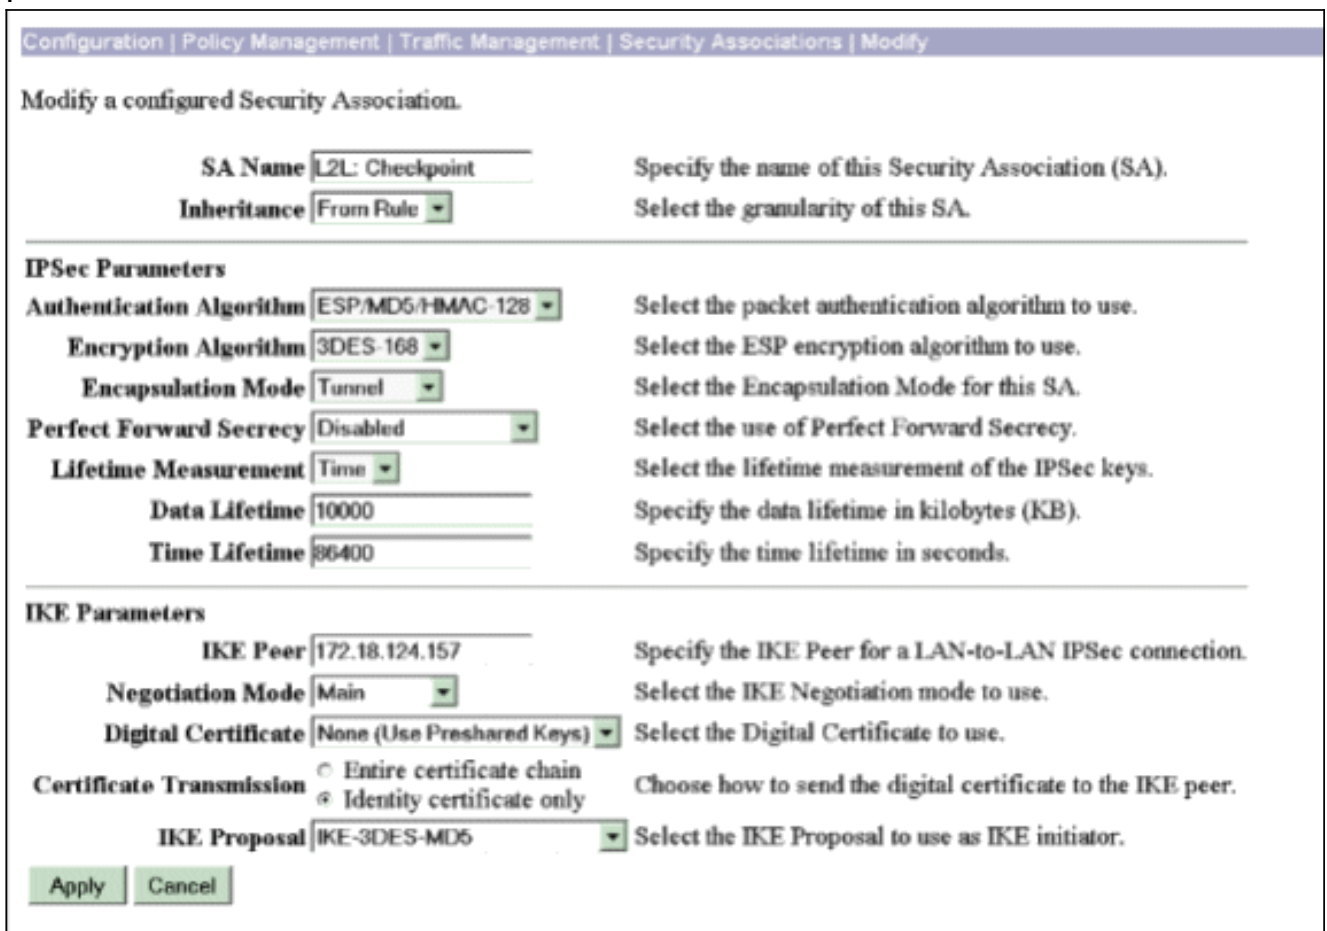 Configuration | Policy Management | Traffic Management | Security Associations | Modify
Modify a configured Security Association.
SA Name L2L: Checkpoint Specify the name of this Security Association (SA).
Inheritance From Rule Select the granularity of this SA.
IPSec Parameters
Authentication Algorithm ESP/MD5/HMAC-128 Select the packet authentication algorithm to use.
Encryption Algorithm 3DES-168 Select the ESP encryption algorithm to use.
Encapsulation Mode Tunnel Select the Encapsulation Mode for this SA.
Perfect Forward Secrecy Disabled Select the use of Perfect Forward Secrecy.
Lifetime Measurement Time Select the lifetime measurement of the IPSec keys.
Data Lifetime 10000 Specify the data lifetime in kilobytes (KB).
Time Lifetime 86400 Specify the time lifetime in seconds.
IKE Parameters
IKE Peer 172.18.124.157 Specify the IKE Peer for a LAN-to-LAN IPSec connection.
Negotiation Mode Main Select the IKE Negotiation mode to use.
Digital Certificate None (Use Preshared Keys) Select the Digital Certificate to use.
Certificate Transmission Entire certificate chain Choose how to send the digital certificate to the IKE peer.
Identity certificate only
IKE Proposal IKE-3DES-MD5 Select the IKE Proposal to use as IKE initiator.
Apply Cancel